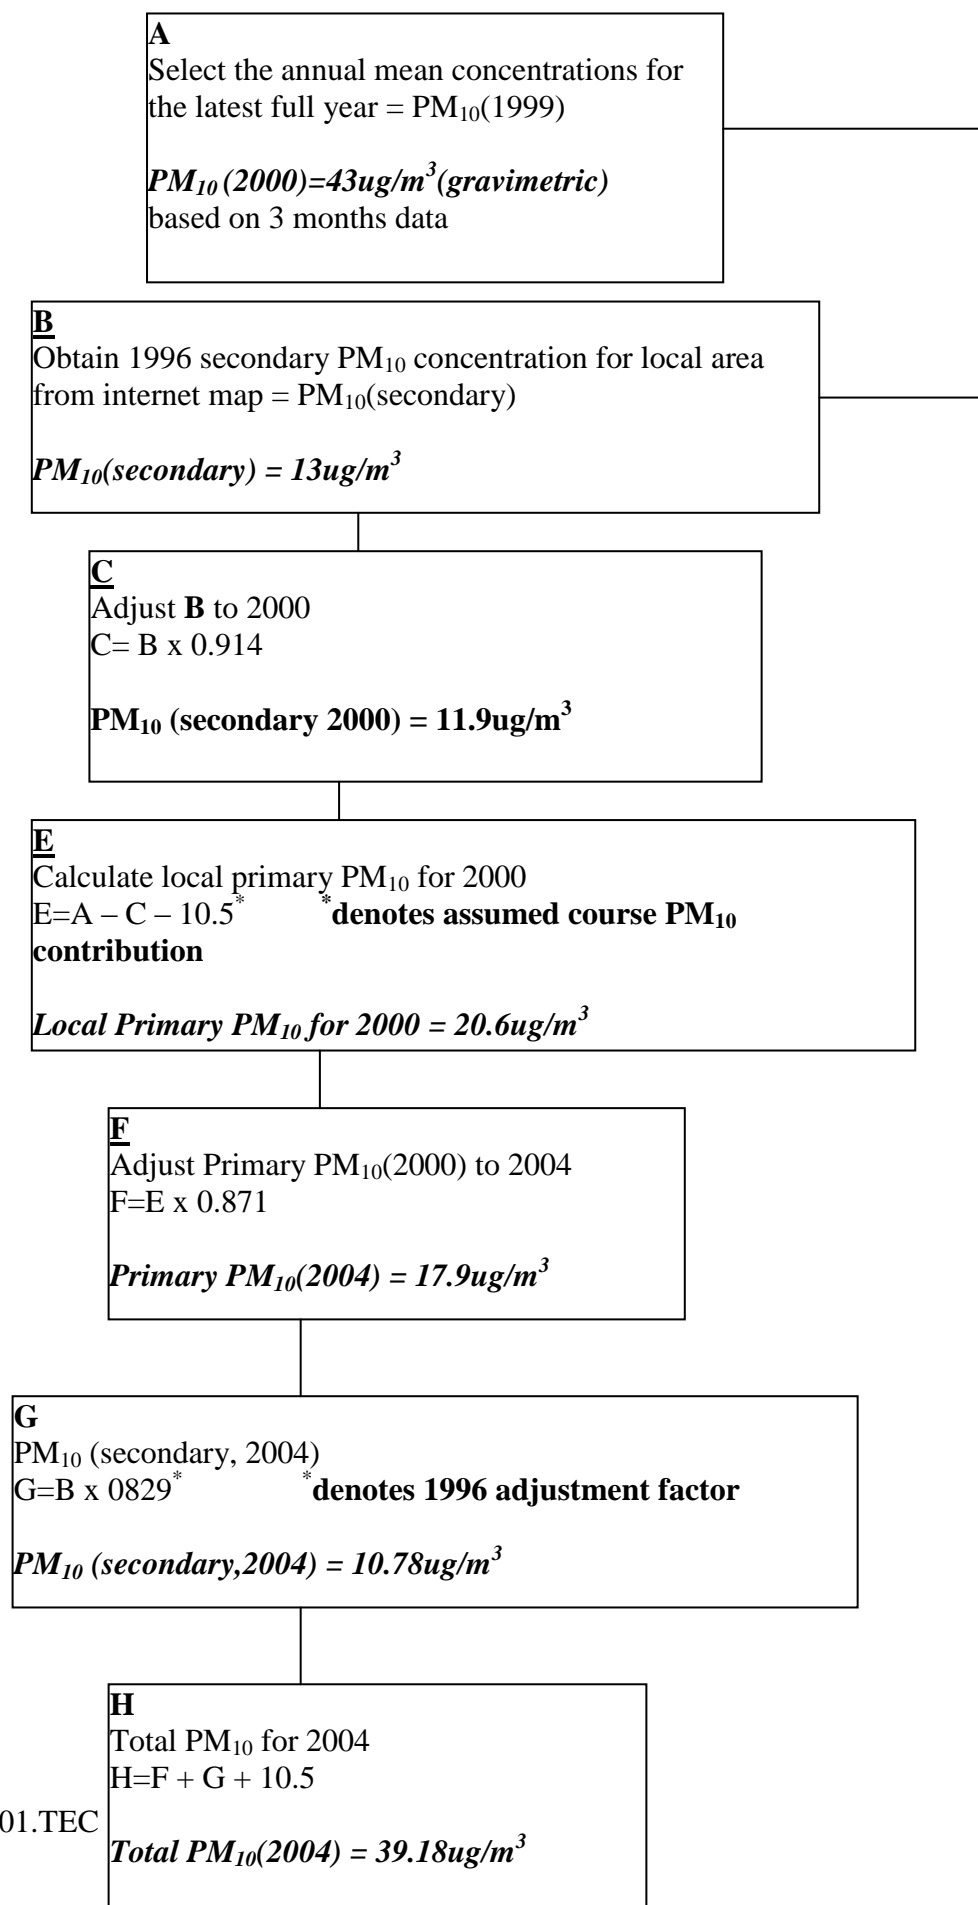 A
Select the annual mean concentrations for
the latest full year = PM₁₀(1999)
PM₁₀ (2000)=43ug/m³(gravimetric)
based on 3 months data
B
Obtain 1996 secondary PM₁₀ concentration for local area
from internet map = PM₁₀(secondary)
PM₁₀(secondary) = 13ug/m³
C
Adjust B to 2000
C= B x 0.914
PM₁₀ (secondary 2000) = 11.9ug/m³
E
Calculate local primary PM₁₀ for 2000
E=A – C – 10.5* *denotes assumed course PM₁₀
contribution
Local Primary PM₁₀ for 2000 = 20.6ug/m³
F
Adjust Primary PM₁₀(2000) to 2004
F=E x 0.871
Primary PM₁₀(2004) = 17.9ug/m³
G
PM₁₀ (secondary, 2004)
G=B x 0829* *denotes 1996 adjustment factor
PM₁₀ (secondary,2004) = 10.78ug/m³
H
Total PM₁₀ for 2004
H=F + G + 10.5
01.TEC
Total PM₁₀(2004) = 39.18ug/m³